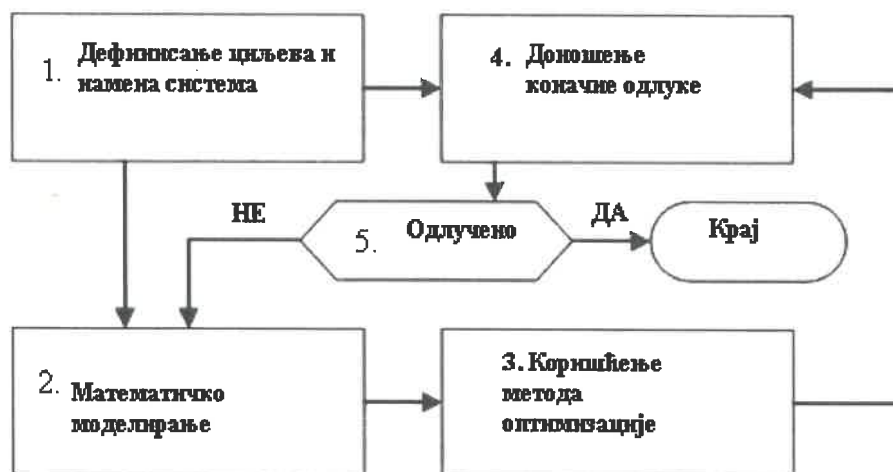 1. Дефинисање циљева и
намена система
4. Доношење
коначне одлуке
НЕ
5. Одлучено
ДА
Крај
2. Математичко
моделирање
3. Коришћење
метода
оптимизације